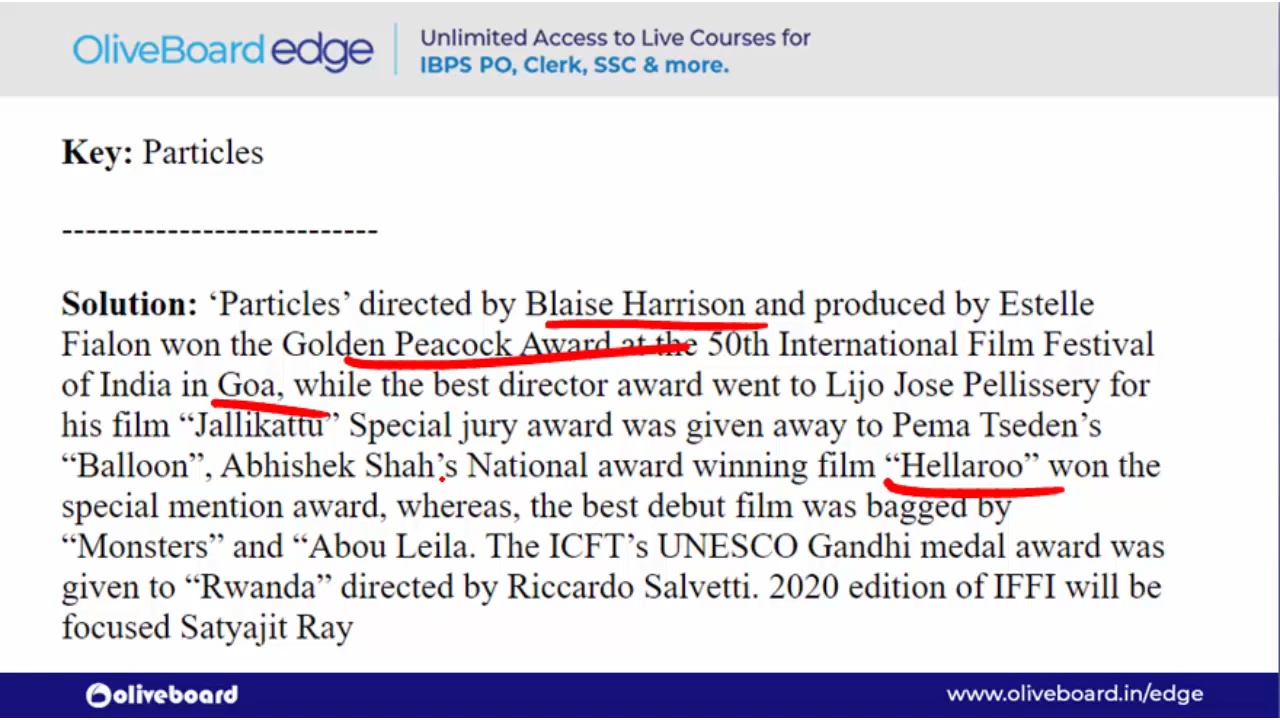 OliveBoard edge
Unlimited Access to Live Courses for
IBPS PO, Clerk, SSC & more.
Key: Particles
---------------------------
Solution: ‘Particles’ directed by Blaise Harrison and produced by Estelle
Fialon won the Golden Peacock Award at the 50th International Film Festival
of India in Goa, while the best director award went to Lijo Jose Pellissery for
his film “Jallikattu” Special jury award was given away to Pema Tseden’s
“Balloon”, Abhishek Shah’s National award winning film “Hellaroo” won the
special mention award, whereas, the best debut film was bagged by
“Monsters” and “Abou Leila. The ICFT’s UNESCO Gandhi medal award was
given to “Rwanda” directed by Riccardo Salvetti. 2020 edition of IFFI will be
focused Satyajit Ray
oliveboard
www.oliveboard.in/edge